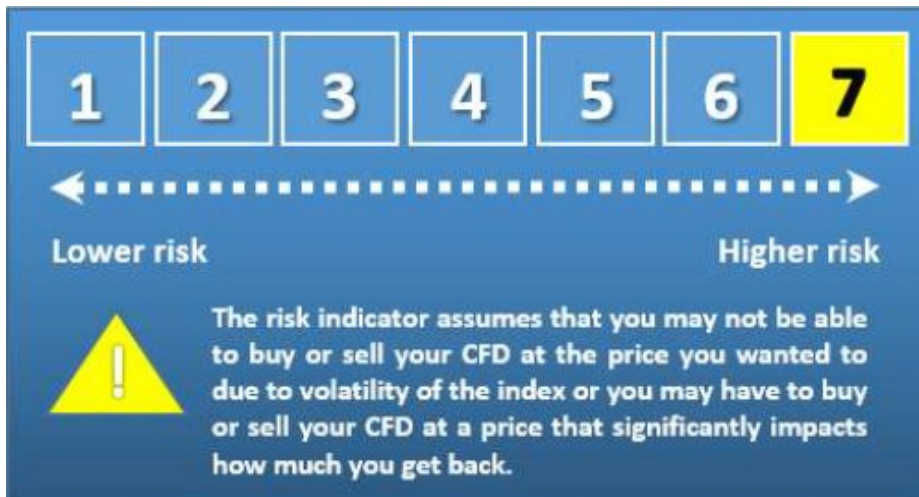 1 2 3 4 5 6 7
Lower risk Higher risk
!
The risk indicator assumes that you may not be able
to buy or sell your CFD at the price you wanted to
due to volatility of the index or you may have to buy
or sell your CFD at a price that significantly impacts
how much you get back.